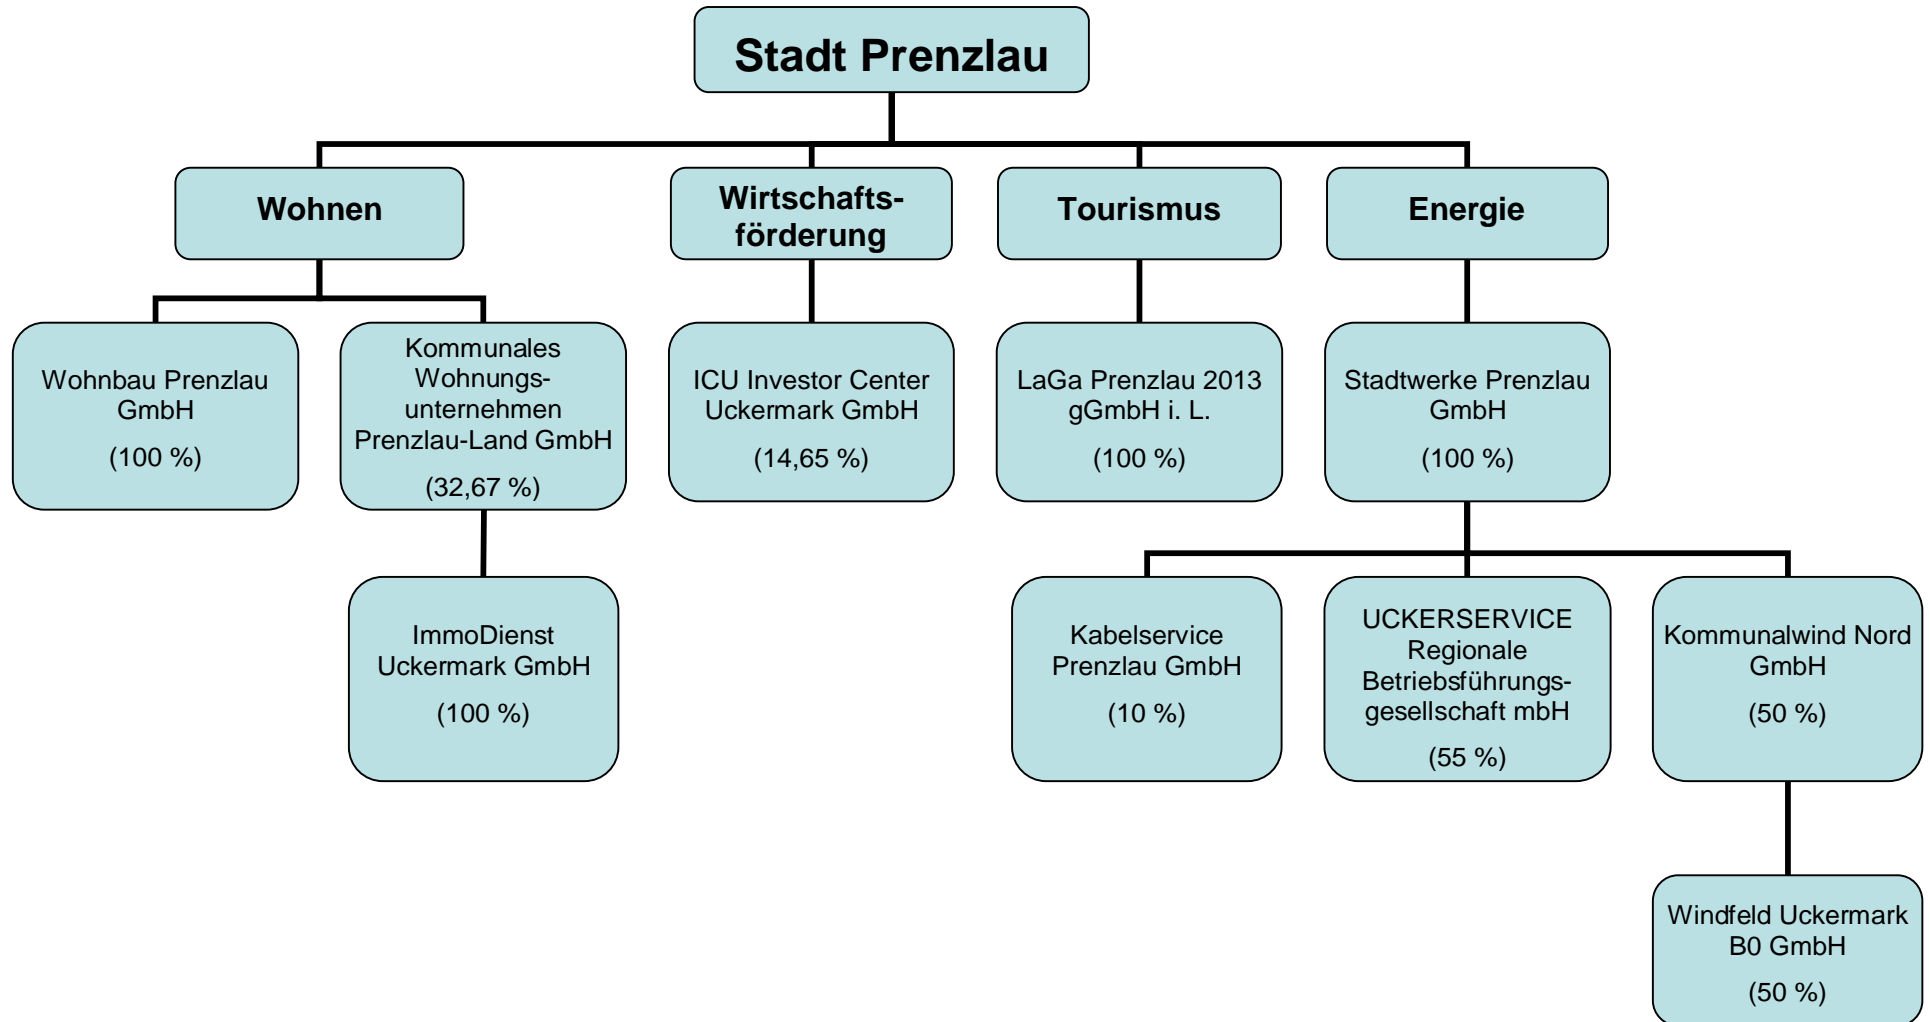 Stadt Prenzlau
Wohnen
Wirtschafts-
förderung
Tourismus
Energie
Wohnbau Prenzlau
GmbH
(100 %)
Kommunales
Wohnungs-
unternehmen
Prenzlau-Land GmbH
(32,67 %)
ICU Investor Center
Uckermark GmbH
(14,65 %)
LaGa Prenzlau 2013
gGmbH i. L.
(100 %)
Stadtwerke Prenzlau
GmbH
(100 %)
ImmoDienst
Uckermark GmbH
(100 %)
Kabelservice
Prenzlau GmbH
(10 %)
UCKERSERVICE
Regionale
Betriebsführungs-
gesellschaft mbH
(55 %)
Kommunalwind Nord
GmbH
(50 %)
Windfeld Uckermark
B0 GmbH
(50 %)